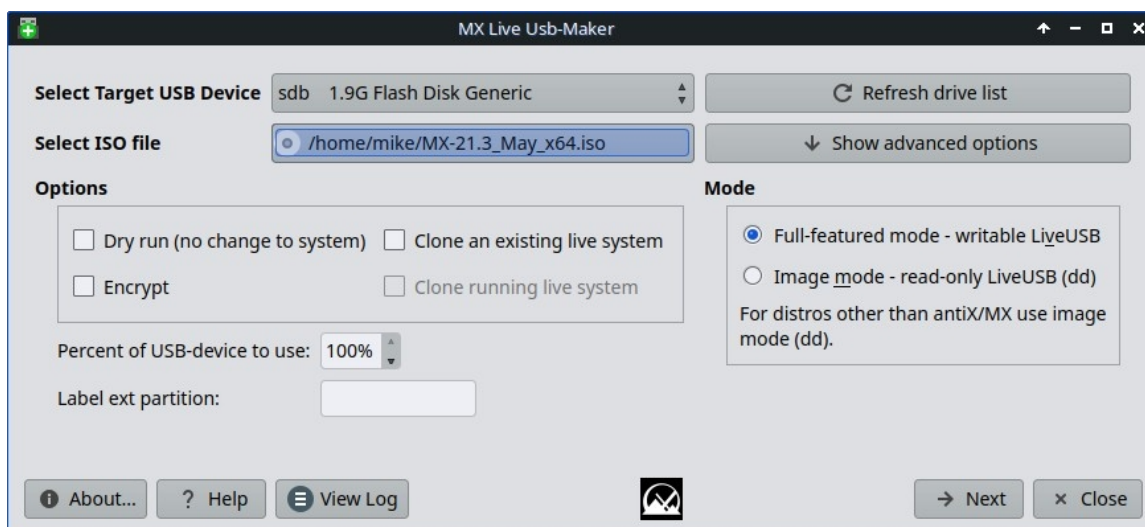 MX Live Usb-Maker
Select Target USB Device sdb 1.9G Flash Disk Generic Refresh drive list
Select ISO file /home/mike/MX-21.3_May_x64.iso Show advanced options
Options
Dry run (no change to system) Clone an existing live system
Encrypt Clone running live system
Percent of USB-device to use: 100%
Label ext partition:
Mode
Full-featured mode - writable LiveUSB
Image mode - read-only LiveUSB (dd)
For distros other than antiX/MX use image
mode (dd).
About... ? Help View Log Next Close